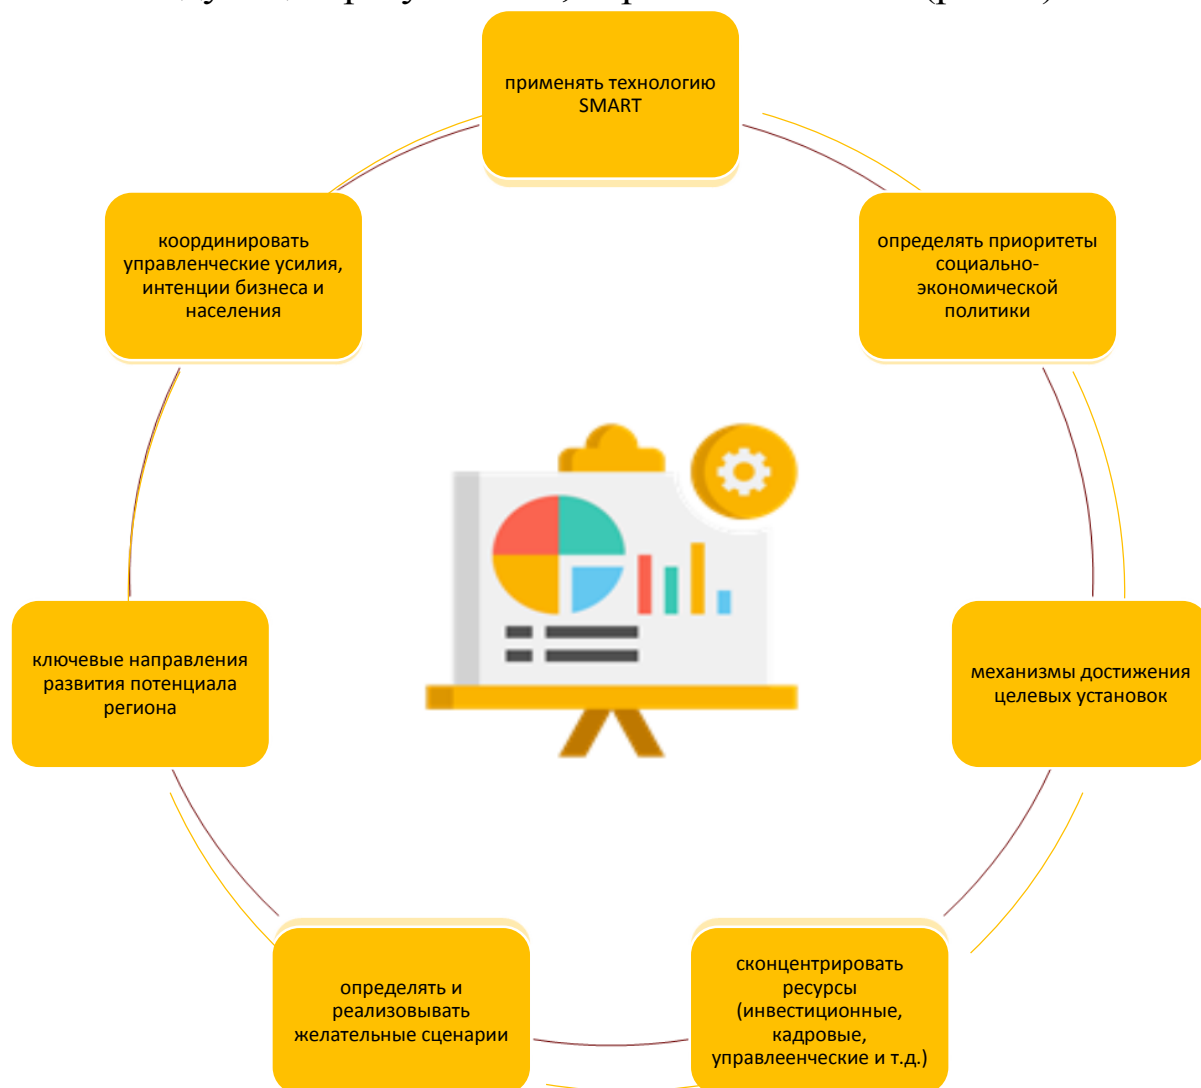 применять технологию
SMART
определять приоритеты
социально-
экономической
политики
механизмы достижения
целевых установок
сконцентрировать
ресурсы
(инвестиционные,
кадровые,
управлеенческие и т.д.)
определять и
реализовывать
желательные сценарии
ключевые направления
развития потенциала
региона
координировать
управленческие усилия,
интенции бизнеса и
населения